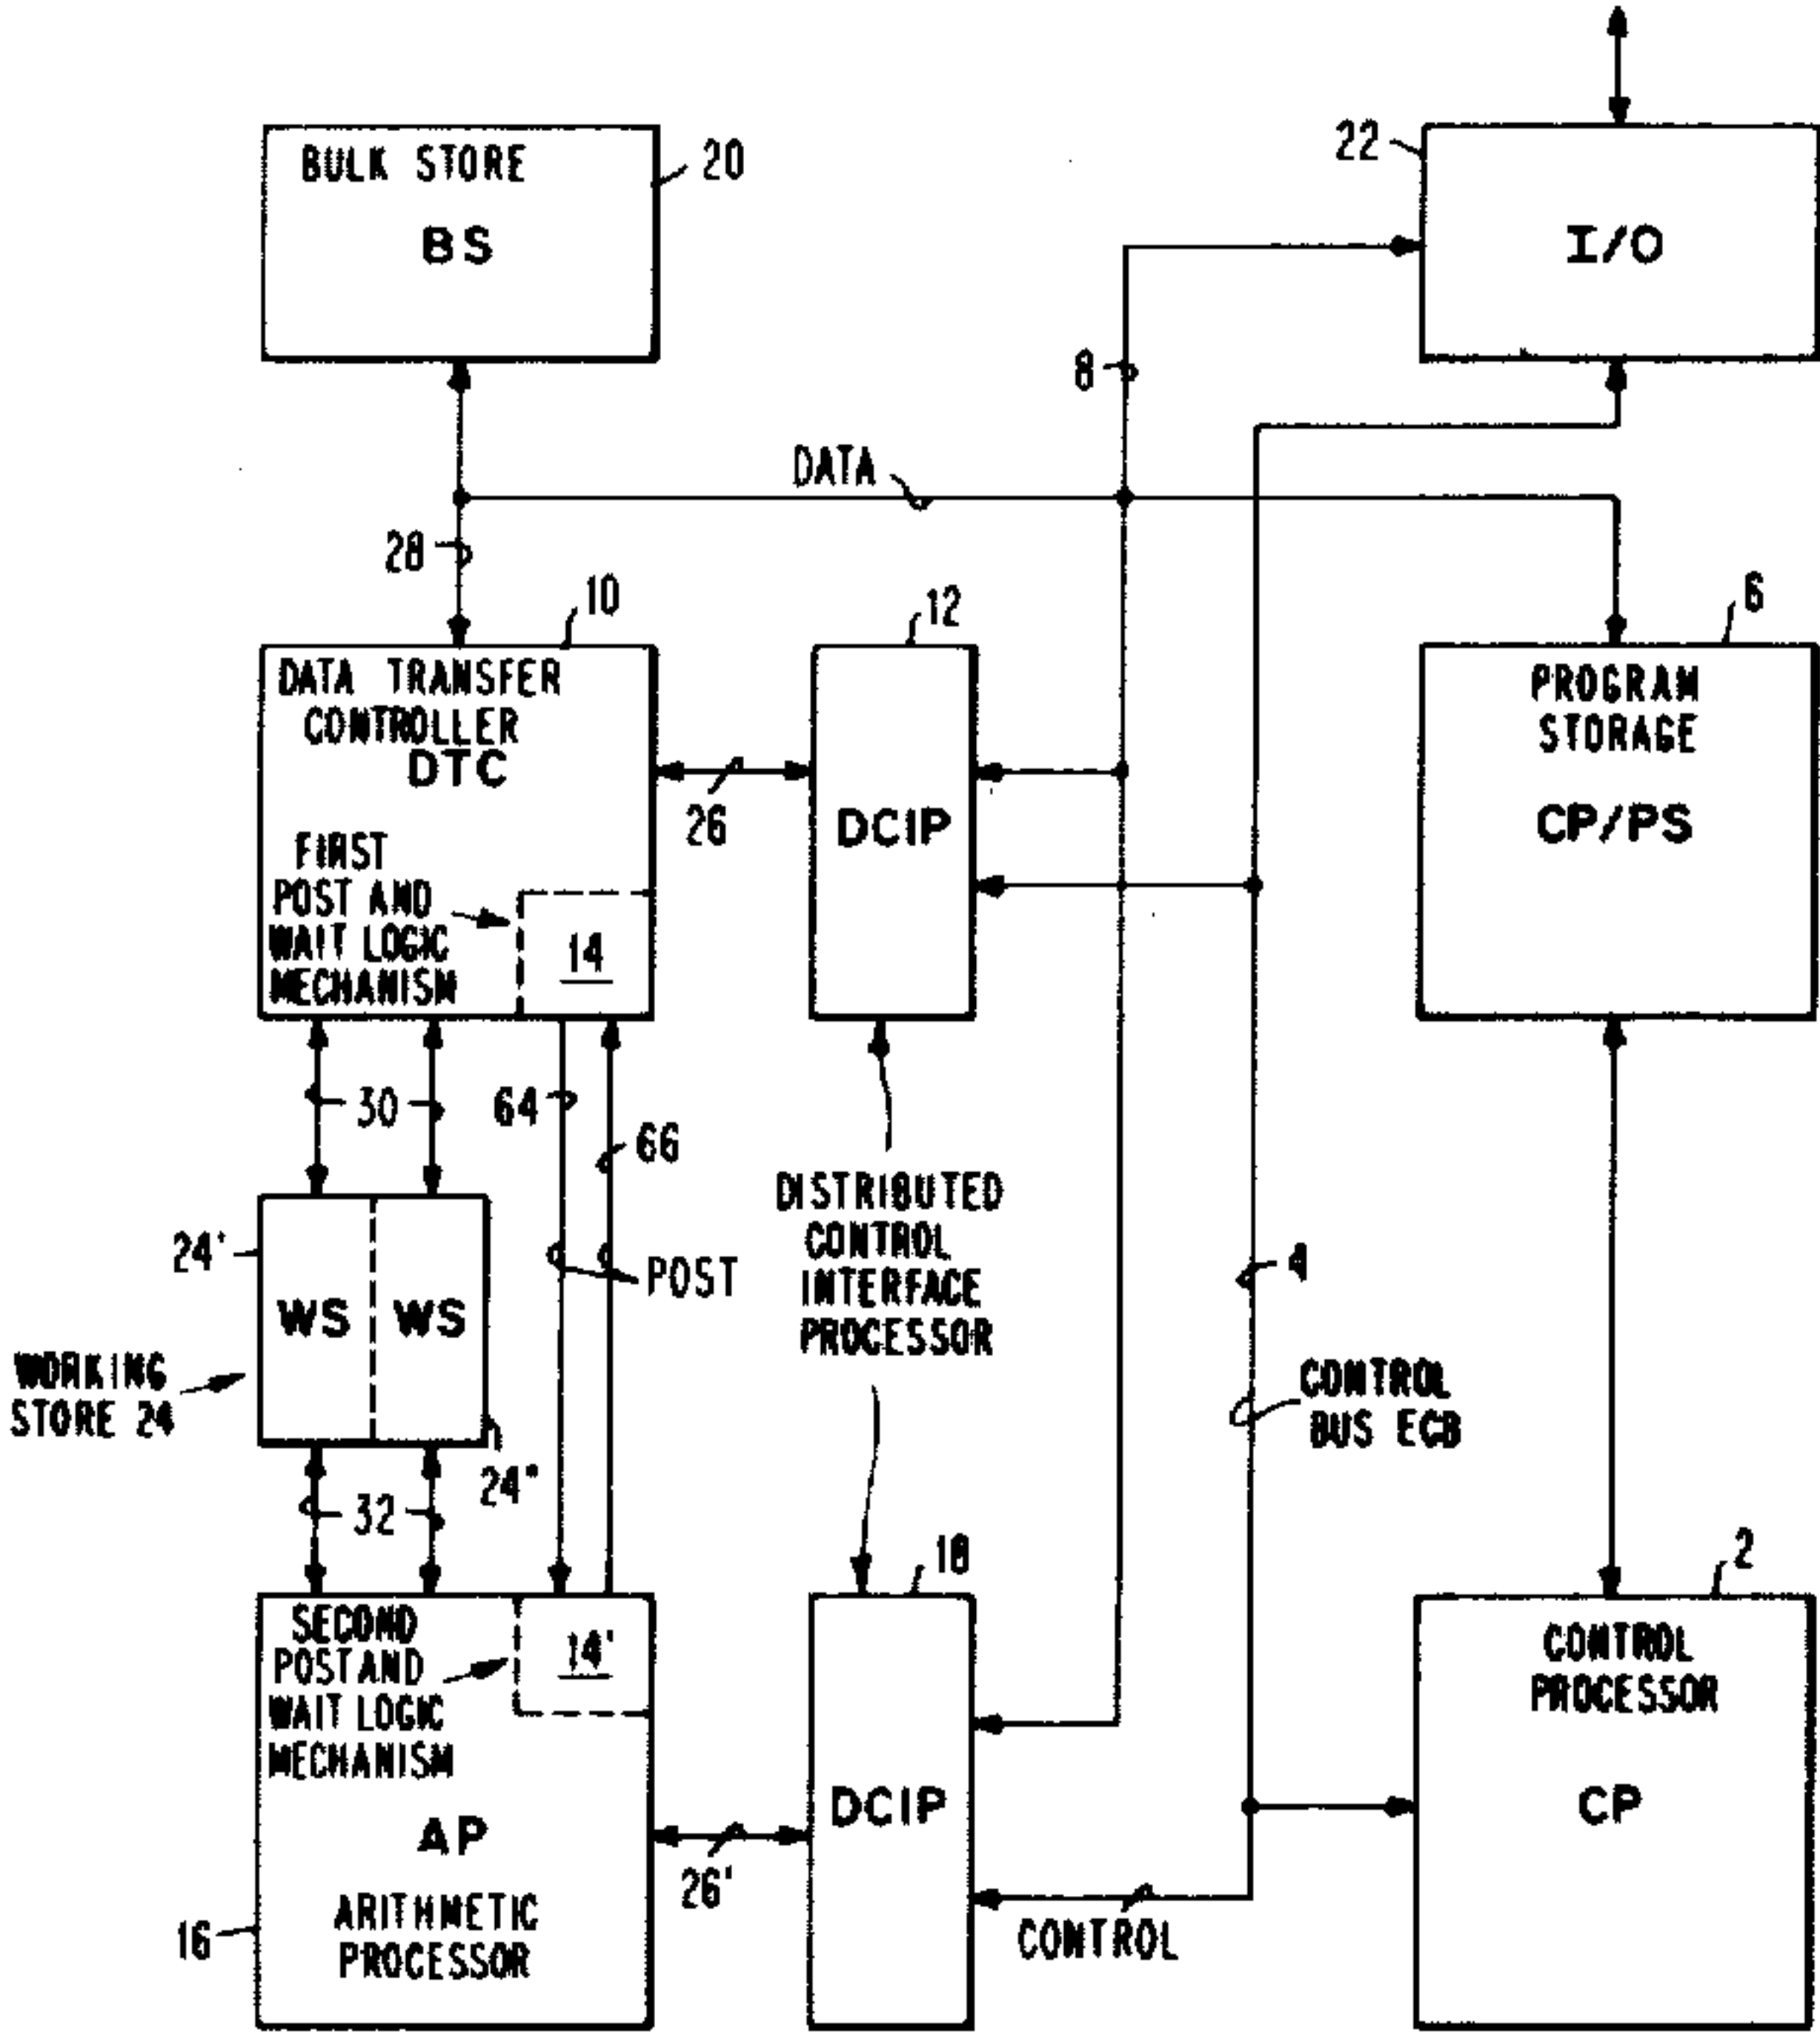 BULK STORE
BS
20
22
I/O
8
DATA
28
10
DATA TRANSFER
CONTROLLER
DTC
FIRST
POST AND
WAIT LOGIC
MECHANISM
14
26
12
DCIP
6
PROGRAM
STORAGE
CP/PS
30
64
66
24'
WS
WS
POST
WORKING
STORE 24
24"
32
DISTRIBUTED
CONTROL
INTERFACE
PROCESSOR
4
CONTROL
BUS ECB
SECOND
POST AND
WAIT LOGIC
MECHANISM
14'
AP
ARITHMETIC
PROCESSOR
16
26'
18
DCIP
CONTROL
2
CONTROL
PROCESSOR
CP